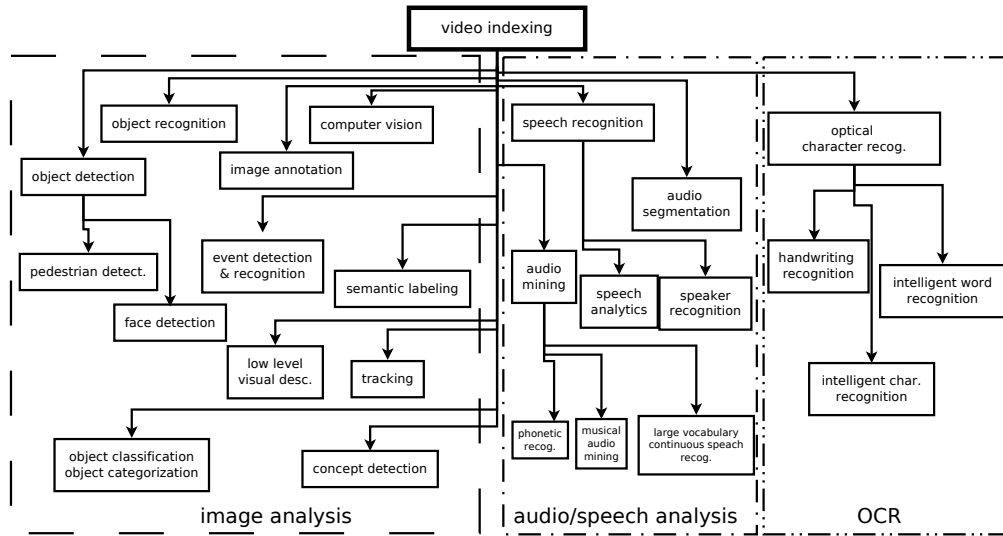 video indexing
object recognition
computer vision
image annotation
object detection
pedestrian detect.
face detection
event detection
& recognition
semantic labeling
low level
visual desc.
tracking
object classification
object categorization
concept detection
image analysis
speech recognition
audio
segmentation
audio
mining
speech
analytics
speaker
recognition
phonetic
recog.
musical
audio
mining
large vocabulary
continuous speach
recog.
audio/speech analysis
optical
character recog.
handwriting
recognition
intelligent word
recognition
intelligent char.
recognition
OCR